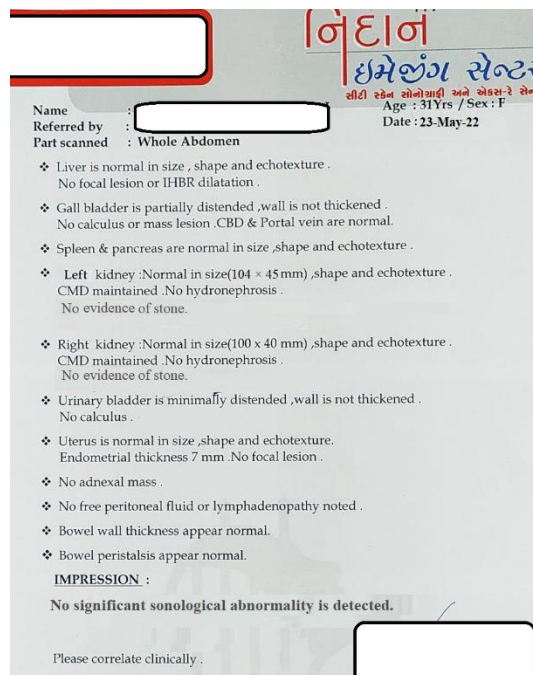 નિદાન
ઇમેજીંગ સેન્ટર
સીટી સ્કેન સોનોગ્રાફી અને એક્સ-રે સે
Name :
Age : 31Yrs / Sex : F
Referred by :
Date : 23-May-22
Part scanned : Whole Abdomen
❖ Liver is normal in size , shape and echotexture .
No focal lesion or IHBR dilatation .
❖ Gall bladder is partially distended ,wall is not thickened .
No calculus or mass lesion .CBD & Portal vein are normal.
❖ Spleen & pancreas are normal in size ,shape and echotexture .
❖ Left kidney :Normal in size(104 × 45 mm) ,shape and echotexture .
CMD maintained .No hydronephrosis .
No evidence of stone.
❖ Right kidney :Normal in size(100 x 40 mm) ,shape and echotexture .
CMD maintained .No hydronephrosis .
No evidence of stone.
❖ Urinary bladder is minimally distended ,wall is not thickened .
No calculus .
❖ Uterus is normal in size ,shape and echotexture.
Endometrial thickness 7 mm .No focal lesion .
❖ No adnexal mass .
❖ No free peritoneal fluid or lymphadenopathy noted .
❖ Bowel wall thickness appear normal.
❖ Bowel peristalsis appear normal.
IMPRESSION :
No significant sonological abnormality is detected.
Please correlate clinically .